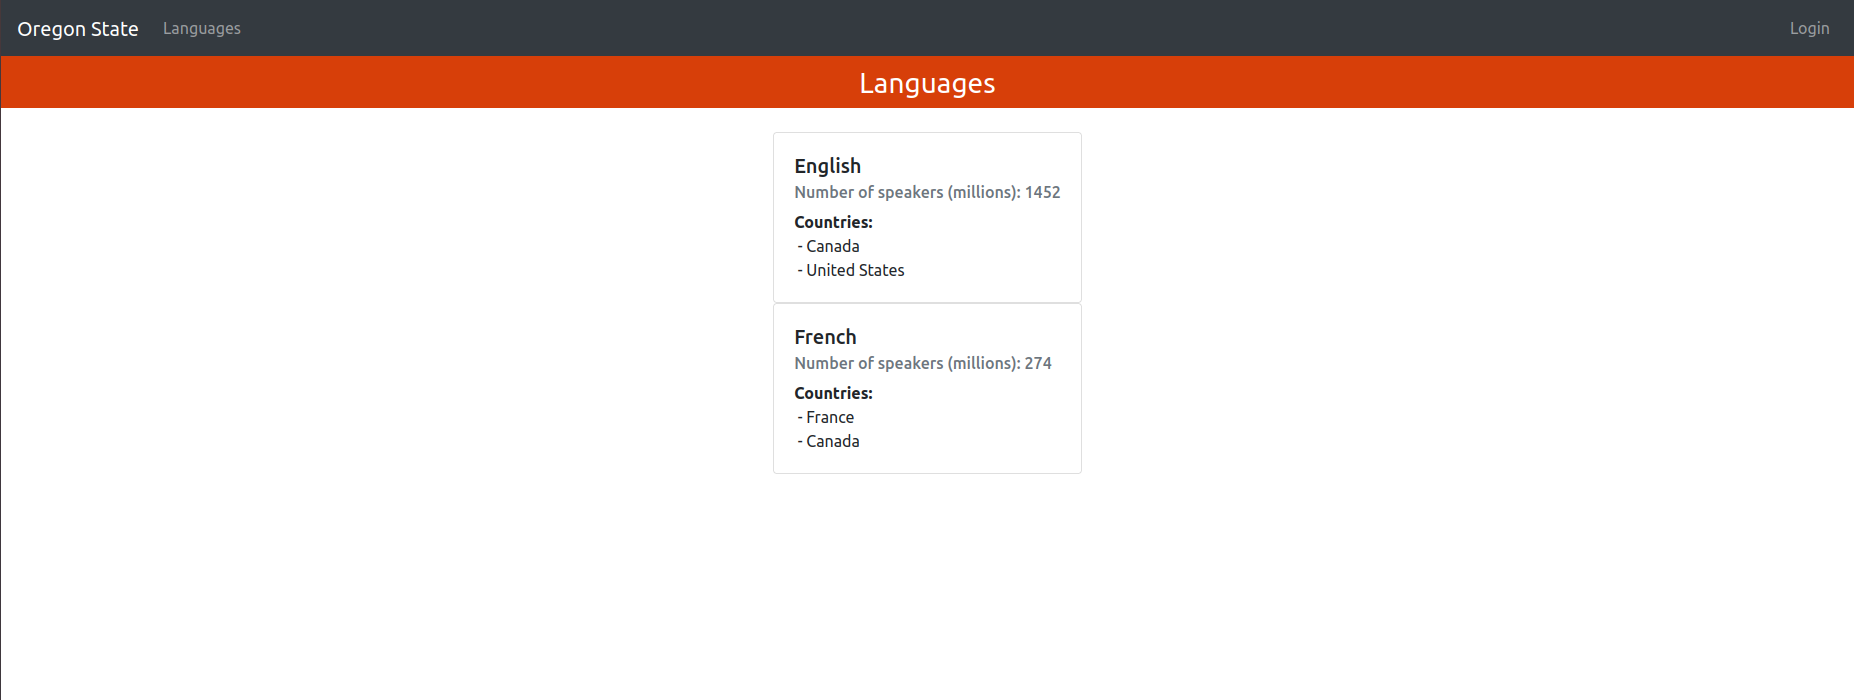 Oregon State Languages Login
Languages
English
Number of speakers (millions): 1452
Countries:
- Canada
- United States
French
Number of speakers (millions): 274
Countries:
- France
- Canada